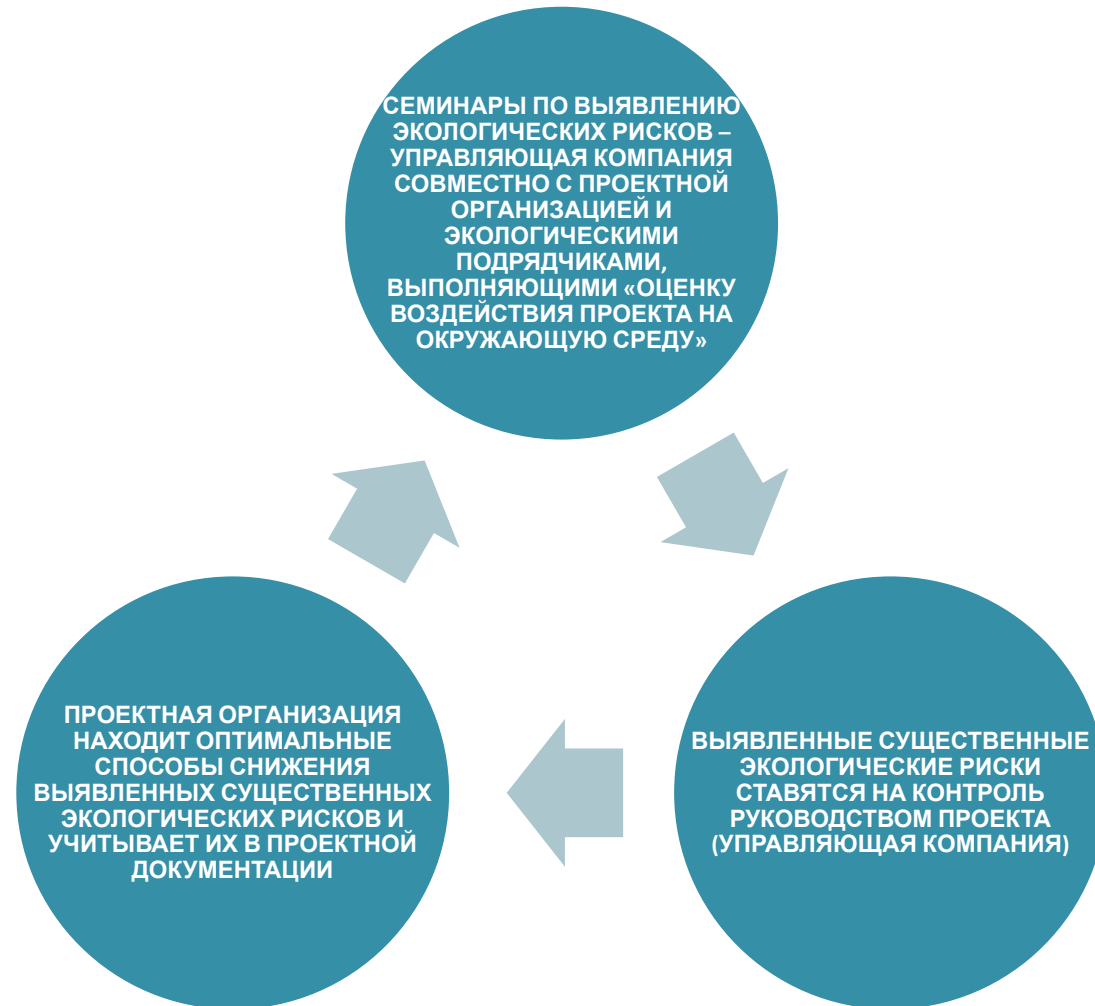 СЕМИНАРЫ ПО ВЫЯВЛЕНИЮ
ЭКОЛОГИЧЕСКИХ РИСКОВ –
УПРАВЛЯЮЩАЯ КОМПАНИЯ
СОВМЕСТНО С ПРОЕКТНОЙ
ОРГАНИЗАЦИЕЙ И
ЭКОЛОГИЧЕСКИМИ
ПОДРЯДЧИКАМИ,
ВЫПОЛНЯЮЩИМИ «ОЦЕНКУ
ВОЗДЕЙСТВИЯ ПРОЕКТА НА
ОКРУЖАЮЩУЮ СРЕДУ»
ВЫЯВЛЕННЫЕ СУЩЕСТВЕННЫЕ
ЭКОЛОГИЧЕСКИЕ РИСКИ
СТАВЯТСЯ НА КОНТРОЛЬ
РУКОВОДСТВОМ ПРОЕКТА
(УПРАВЛЯЮЩАЯ КОМПАНИЯ)
ПРОЕКТНАЯ ОРГАНИЗАЦИЯ
НАХОДИТ ОПТИМАЛЬНЫЕ
СПОСОБЫ СНИЖЕНИЯ
ВЫЯВЛЕННЫХ СУЩЕСТВЕННЫХ
ЭКОЛОГИЧЕСКИХ РИСКОВ И
УЧИТЫВАЕТ ИХ В ПРОЕКТНОЙ
ДОКУМЕНТАЦИИ